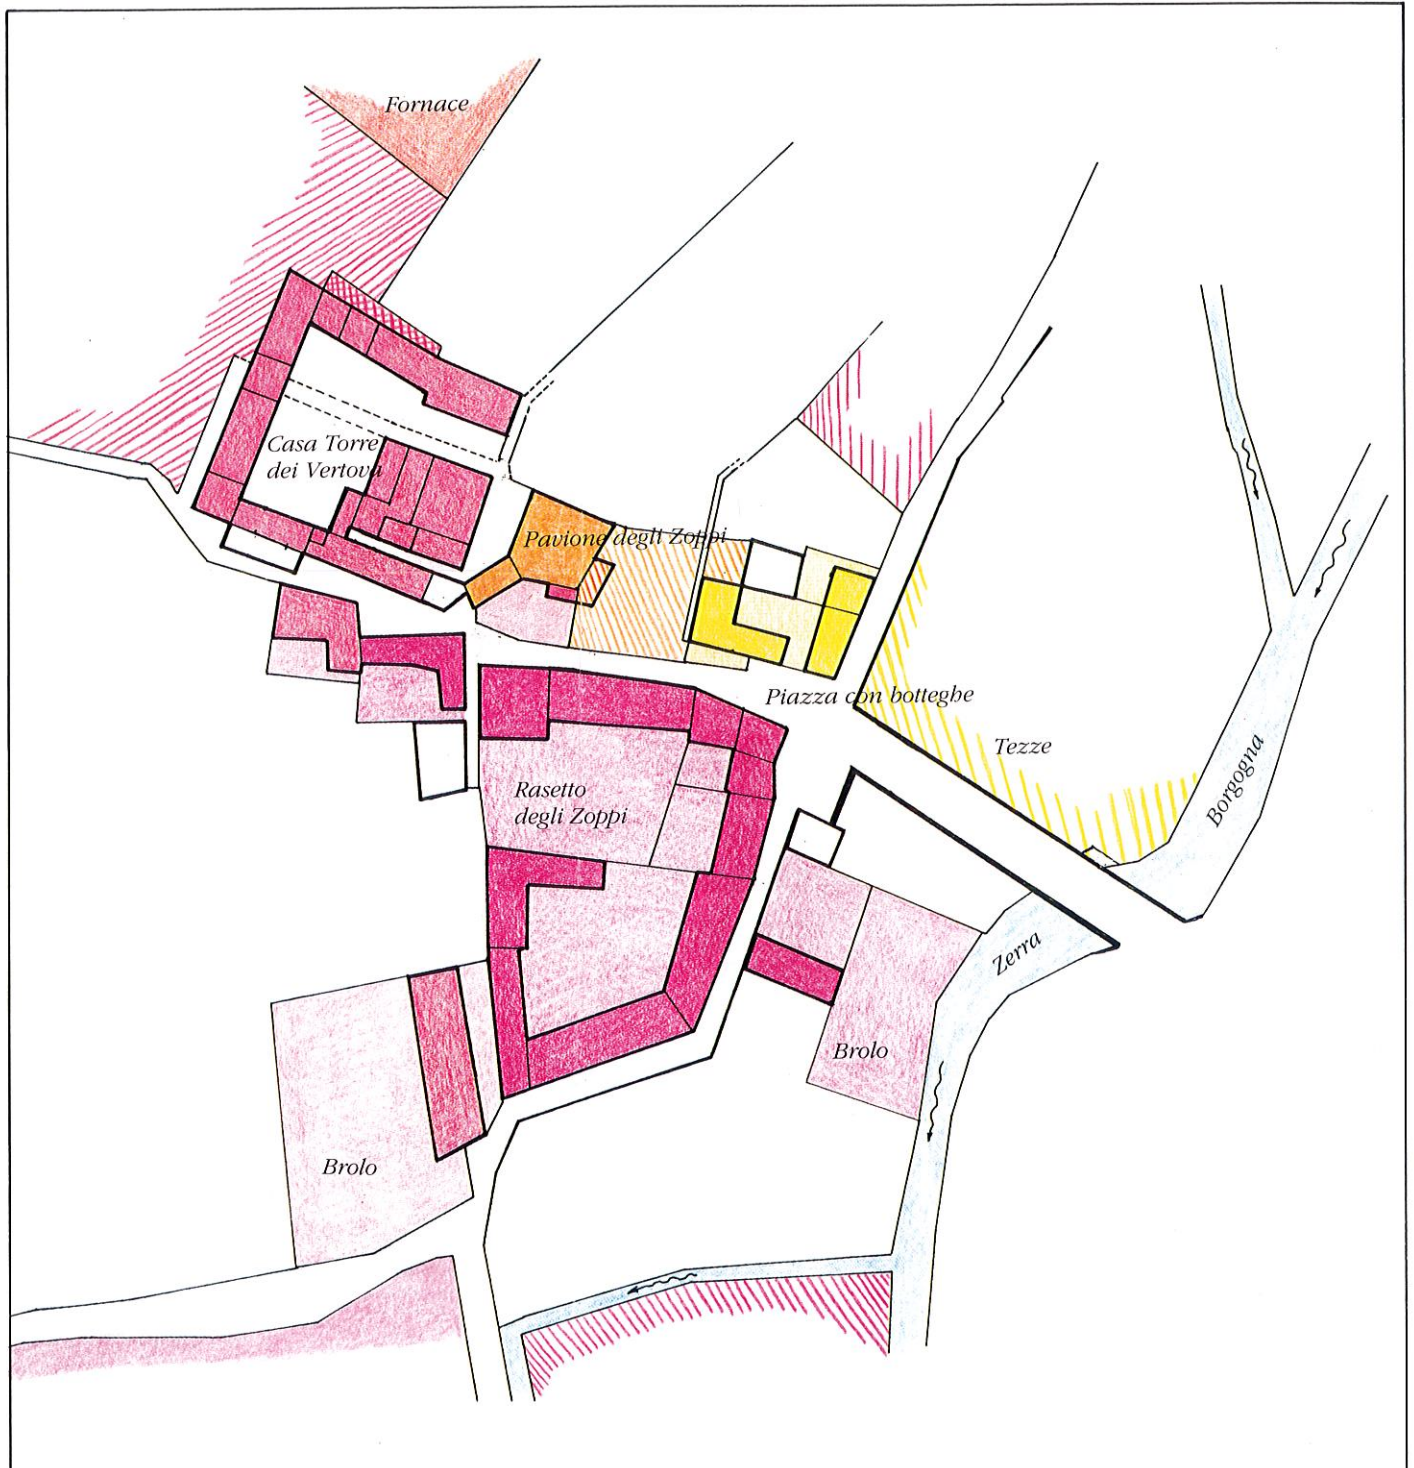 Fornace
Casa Torre
dei Vertova
Pavione degli Zoppi
Piazza con botteghe
Tezze
Borgogna
Rasetto
degli Zoppi
Zerra
Brolo
Brolo